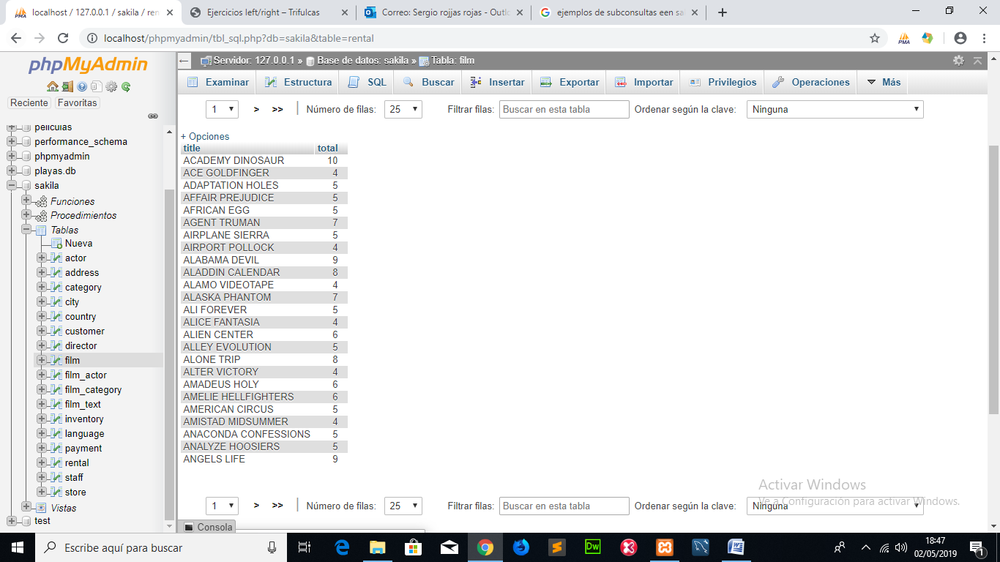 localhost / 127.0.0.1 / sakila / ren
Ejercicios left/right – Trifulcas
Correo: Sergio rojjas rojas - Outlo
ejemplos de subconsultas een sa
localhost/phpmyadmin/tbl_sql.php?db=sakila&table=rental
phpMyAdmin
Reciente Favoritas
peliculas
performance_schema
phpmyadmin
playas.db
sakila
Funciones
Procedimientos
Tablas
Nueva
actor
address
category
city
country
customer
director
film
film_actor
film_category
film_text
inventory
language
payment
rental
staff
store
Vistas
test
Servidor: 127.0.0.1 » Base de datos: sakila » Tabla: film
Examinar Estructura SQL Buscar Insertar Exportar Importar Privilegios Operaciones Más
1 > >> Número de filas: 25 Filtrar filas: Buscar en esta tabla Ordenar según la clave: Ninguna
+ Opciones
title total
ACADEMY DINOSAUR 10
ACE GOLDFINGER 4
ADAPTATION HOLES 5
AFFAIR PREJUDICE 5
AFRICAN EGG 5
AGENT TRUMAN 7
AIRPLANE SIERRA 5
AIRPORT POLLOCK 4
ALABAMA DEVIL 9
ALADDIN CALENDAR 8
ALAMO VIDEOTAPE 4
ALASKA PHANTOM 7
ALI FOREVER 5
ALICE FANTASIA 4
ALIEN CENTER 6
ALLEY EVOLUTION 5
ALONE TRIP 8
ALTER VICTORY 4
AMADEUS HOLY 6
AMELIE HELLFIGHTERS 6
AMERICAN CIRCUS 5
AMISTAD MIDSUMMER 4
ANACONDA CONFESSIONS 5
ANALYZE HOOSIERS 5
ANGELS LIFE 9
1 > >> Número de filas: 25 Filtrar filas: Buscar en esta tabla Ordenar según la clave: Ninguna
Activar Windows
Ve a Configuración para activar Windows.
Consola
Escribe aquí para buscar
18:47
02/05/2019